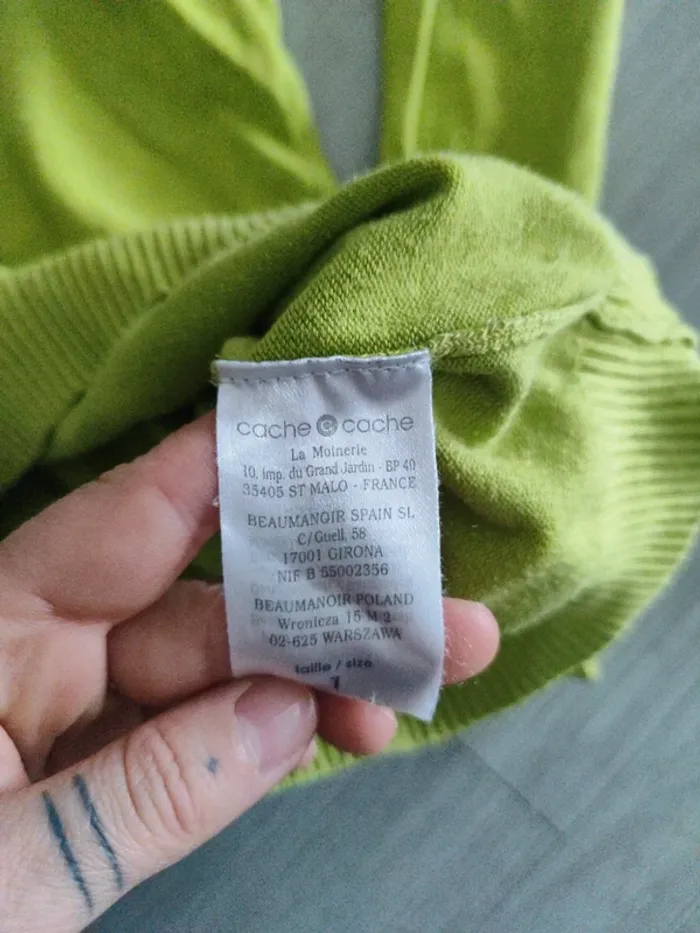 cache c cache
La Moinerie
10, imp. du Grand Jardin - BP 40
35405 ST MALO - FRANCE
BEAUMANOIR SPAIN SL
C/Guell, 58
17001 GIRONA
NIF B 55002356
BEAUMANOIR POLAND
Wronicza 15 M 2
02-625 WARSZAWA
taille / size